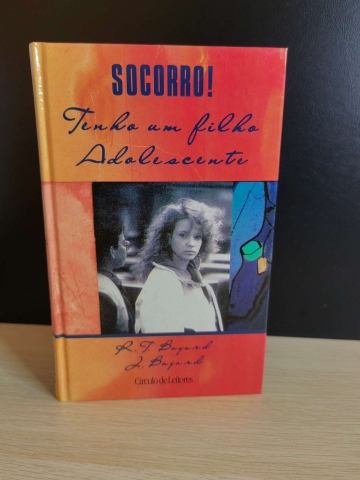 SOCORRO!
Tenho um filho
Adolescente
R. T. Bayard
J. Bayard
Círculo de Leitores